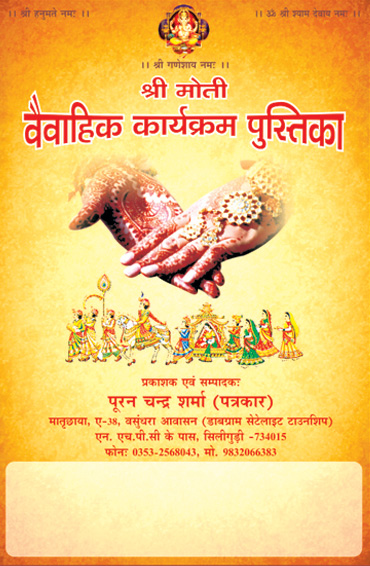 ।। श्री हनुमते नमः ।।
।। ॐ श्री श्याम देवाय नमः ।।
।। श्री गणेशाय नमः ।।
श्री मोती
वैवाहिक कार्यक्रम पुस्तिका
प्रकाशक एवं सम्पादकः
पूरन चन्द्र शर्मा (पत्रकार)
मातृछाया, ए-38, वसुंधरा आवासन (डाबग्राम सेटेलाइट टाउनशिप)
एन. एच.पी.सी के पास, सिलीगुड़ी -734015
फोनः 0353-2568043, मो. 9832066383